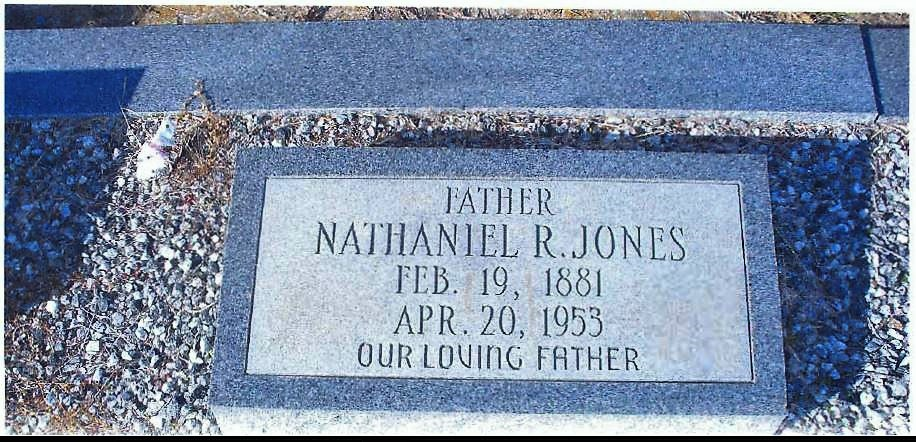 FATHER
NATHANIEL R. JONES
FEB. 19, 1881
APR. 20, 1953
OUR LOVING FATHER